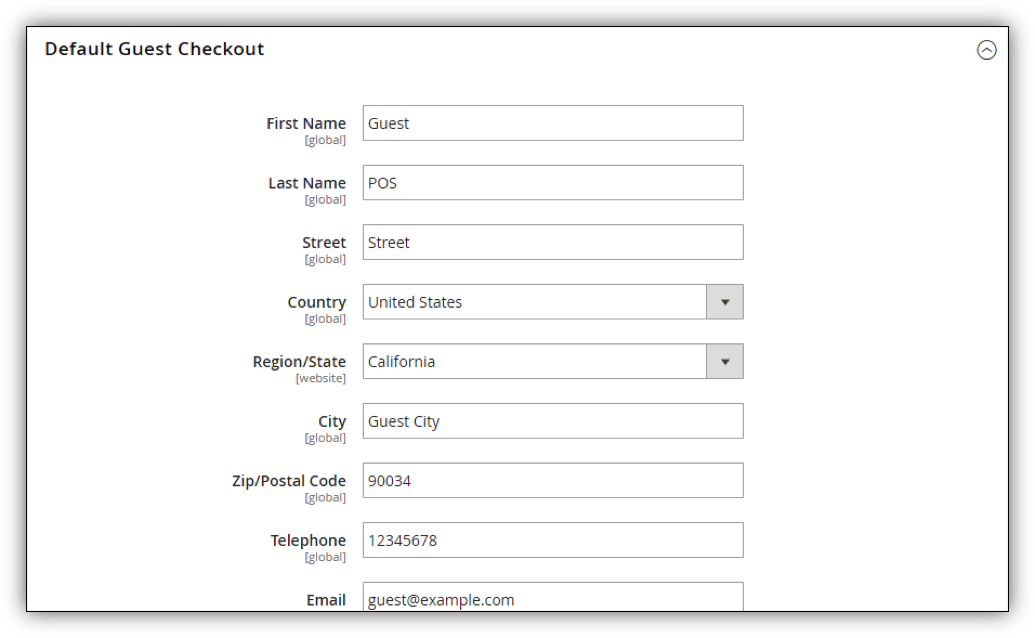 Default Guest Checkout
First Name Guest
[global]
Last Name POS
[global]
Street Street
[global]
Country United States
[global]
Region/State California
[website]
City Guest City
[global]
Zip/Postal Code 90034
[global]
Telephone 12345678
[global]
Email guest@example.com